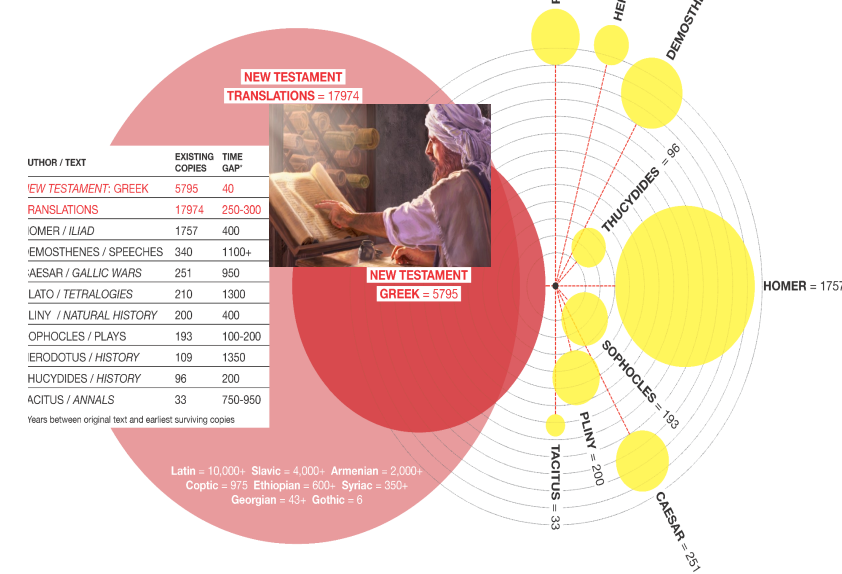 NEW TESTAMENT
TRANSLATIONS = 17974
UTHOR / TEXT EXISTING COPIES TIME GAP*
EW TESTAMENT: GREEK 5795 40
RANSLATIONS 17974 250-300
OMER / ILIAD 1757 400
EMOSTHENES / SPEECHES 340 1100+
AESAR / GALLIC WARS 251 950
LATO / TETRALOGIES 210 1300
LINY / NATURAL HISTORY 200 400
OPHOCLES / PLAYS 193 100-200
ERODOTUS / HISTORY 109 1350
HUCYDIDES / HISTORY 96 200
ACITUS / ANNALS 33 750-950
Years between original text and earliest surviving copies
NEW TESTAMENT
GREEK = 5795
Latin = 10,000+ Slavic = 4,000+ Armenian = 2,000+
Coptic = 975 Ethiopian = 600+ Syriac = 350+
Georgian = 43+ Gothic = 6
HE
DEMOSTH
THUCYDIDES = 96
HOMER = 1757
SOPHOCLES = 193
PLINY = 200
CAESAR = 251
TACITUS = 33